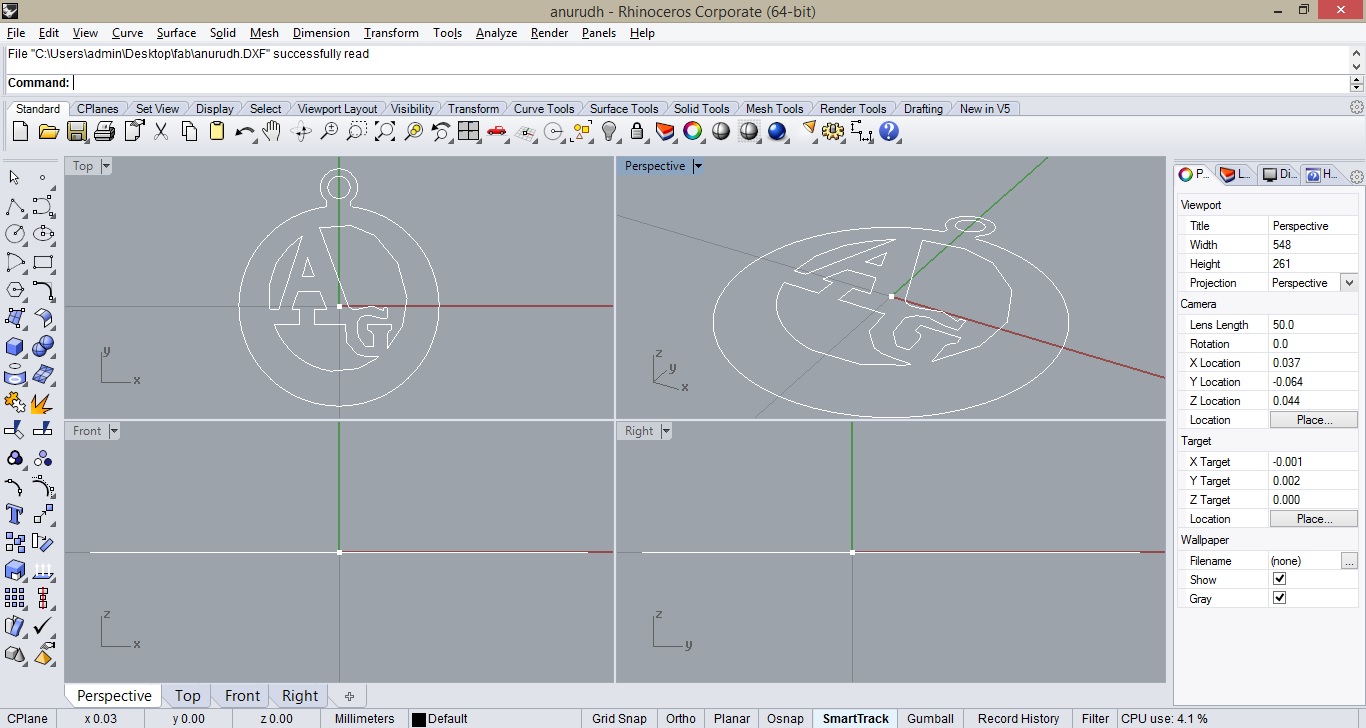 anurudh - Rhinoceros Corporate (64-bit)
File Edit View Curve Surface Solid Mesh Dimension Transform Tools Analyze Render Panels Help
File "C:\Users\admin\Desktop\fab\anurudh.DXF" successfully read
Command:
Standard CPlanes Set View Display Select Viewport Layout Visibility Transform Curve Tools Surface Tools Solid Tools Mesh Tools Render Tools Drafting New in V5
Top
A G
y
x
Perspective
z
y
x
Front
z
x
Right
z
y
P... L... Di... H...
Viewport
Title Perspective
Width 548
Height 261
Projection Perspective
Camera
Lens Length 50.0
Rotation 0.0
X Location 0.037
Y Location -0.064
Z Location 0.044
Location Place...
Target
X Target -0.001
Y Target 0.002
Z Target 0.000
Location Place...
Wallpaper
Filename (none) ...
Show
Gray
Perspective Top Front Right
CPlane x 0.03 y 0.00 z 0.00 Millimeters Default Grid Snap Ortho Planar Osnap SmartTrack Gumball Record History Filter CPU use: 4.1 %